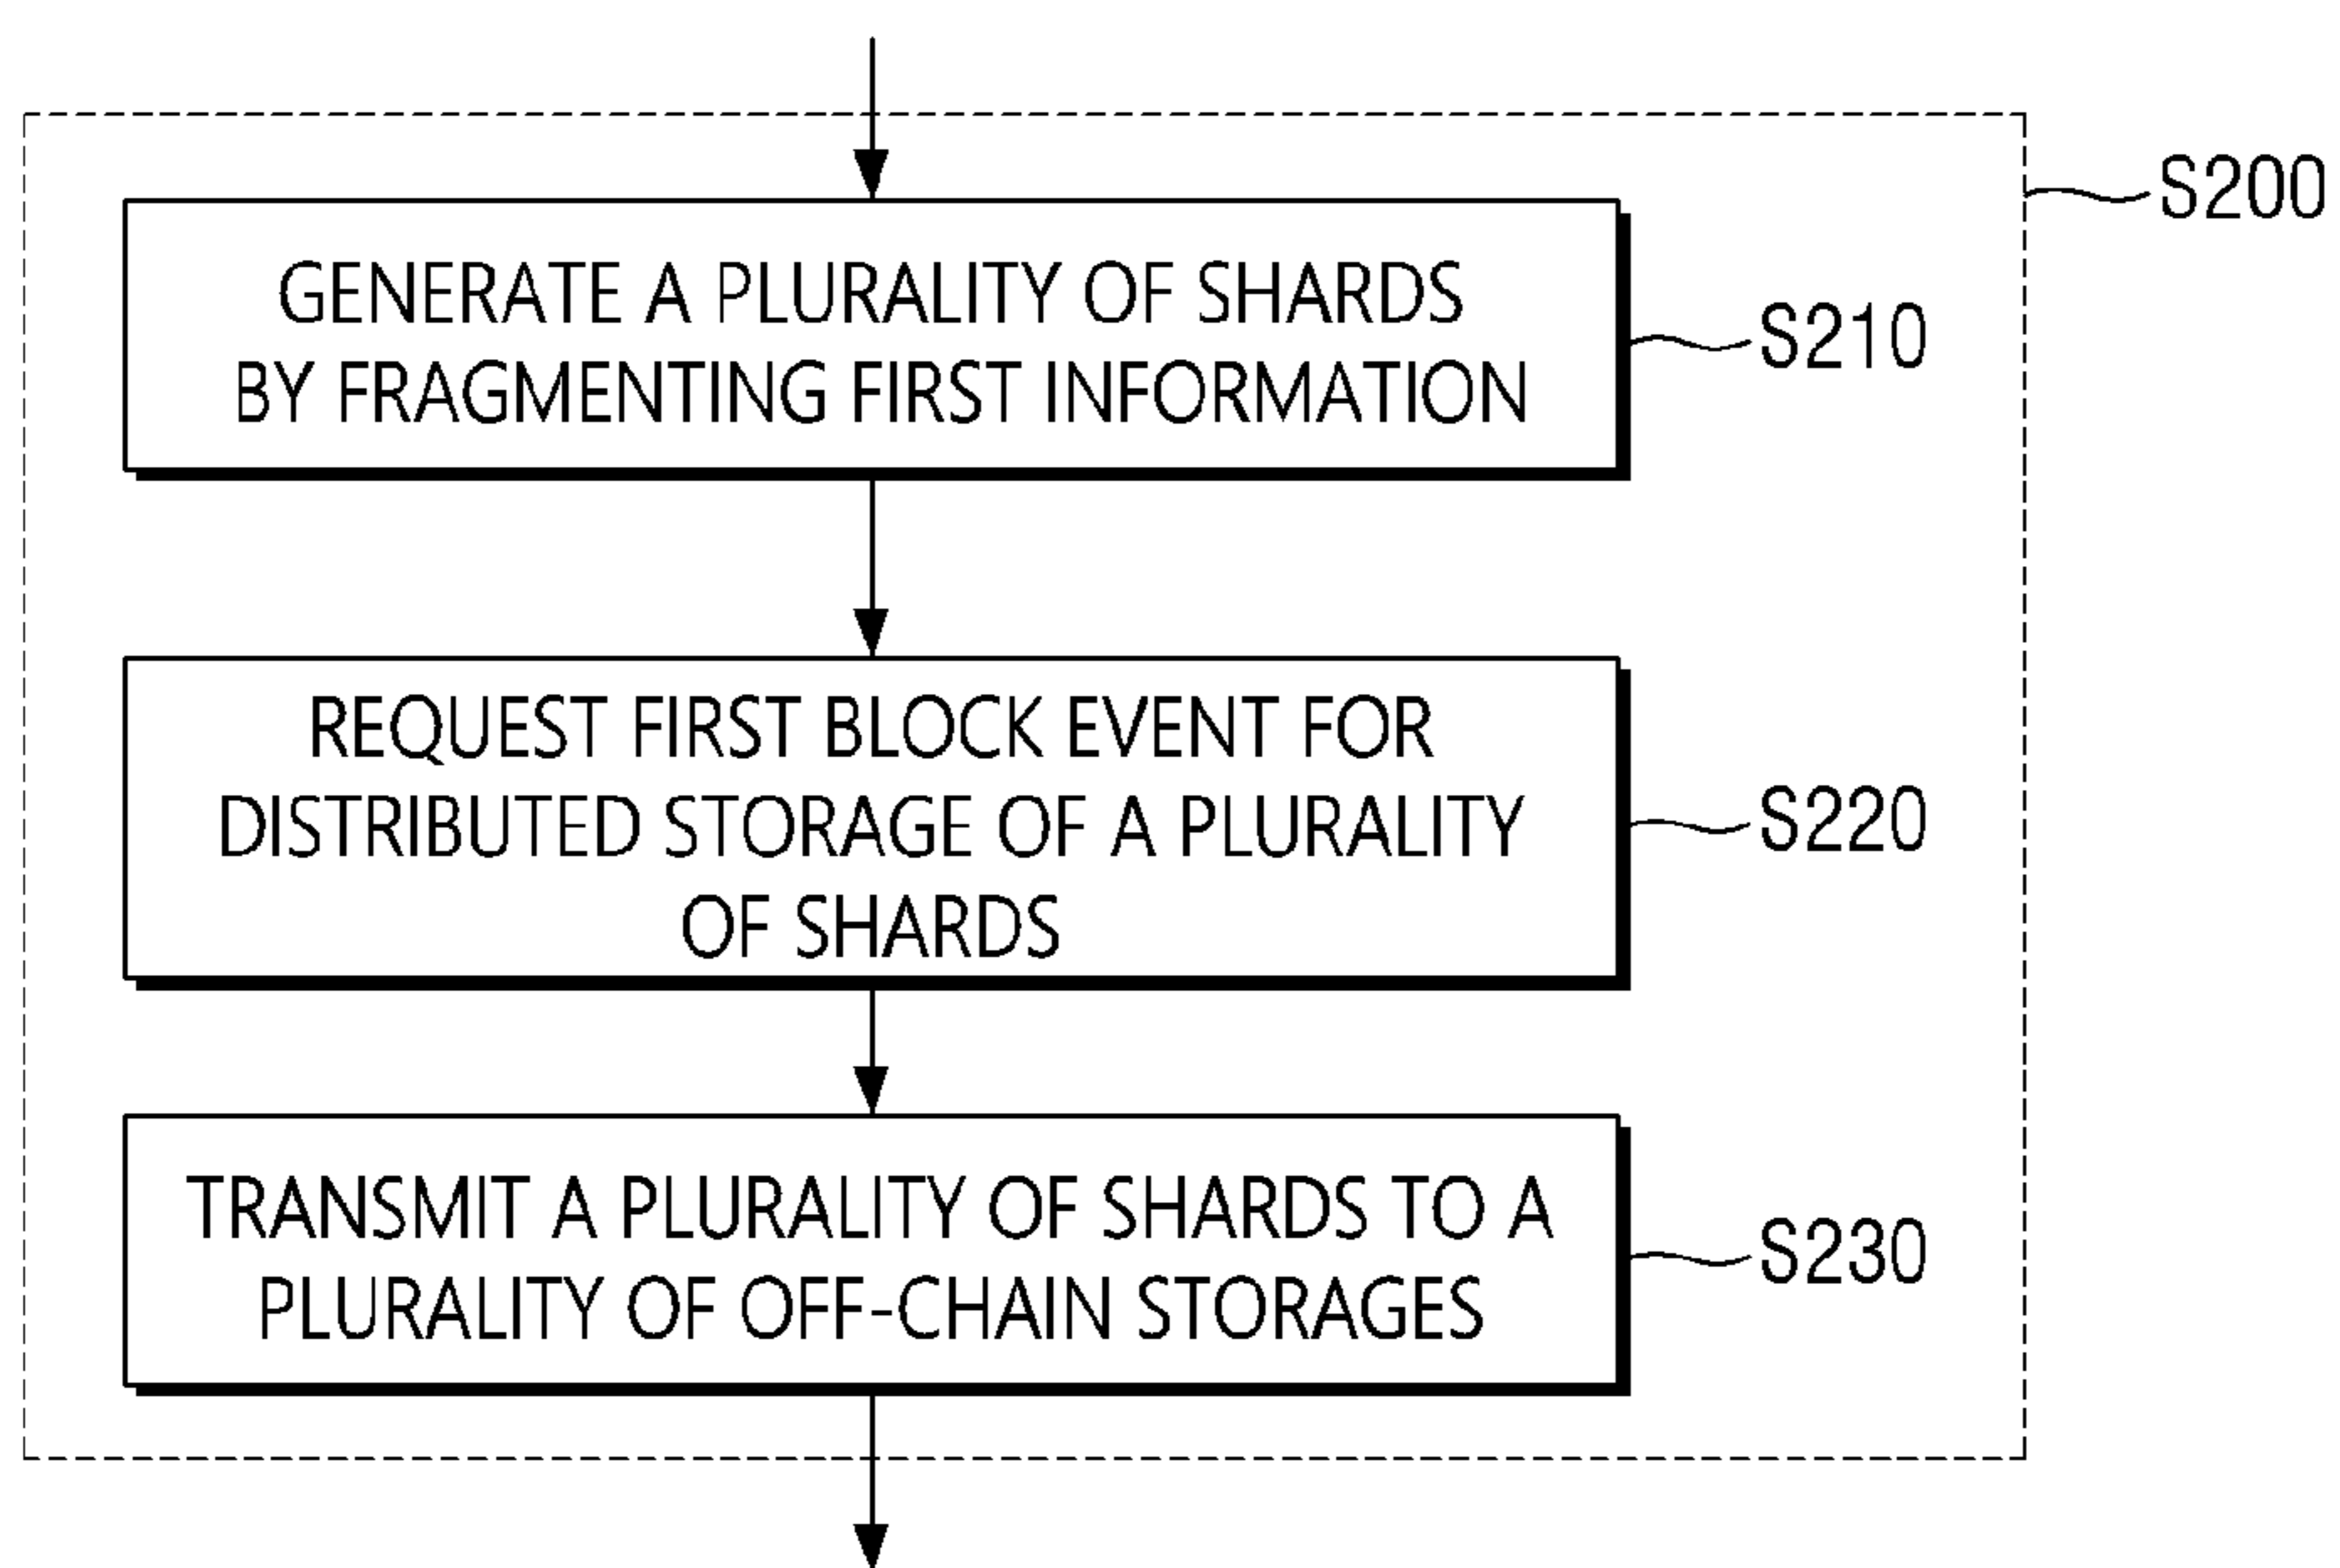 S200
GENERATE A PLURALITY OF SHARDS
BY FRAGMENTING FIRST INFORMATION
S210
REQUEST FIRST BLOCK EVENT FOR
DISTRIBUTED STORAGE OF A PLURALITY
OF SHARDS
S220
TRANSMIT A PLURALITY OF SHARDS TO A
PLURALITY OF OFF-CHAIN STORAGES
S230